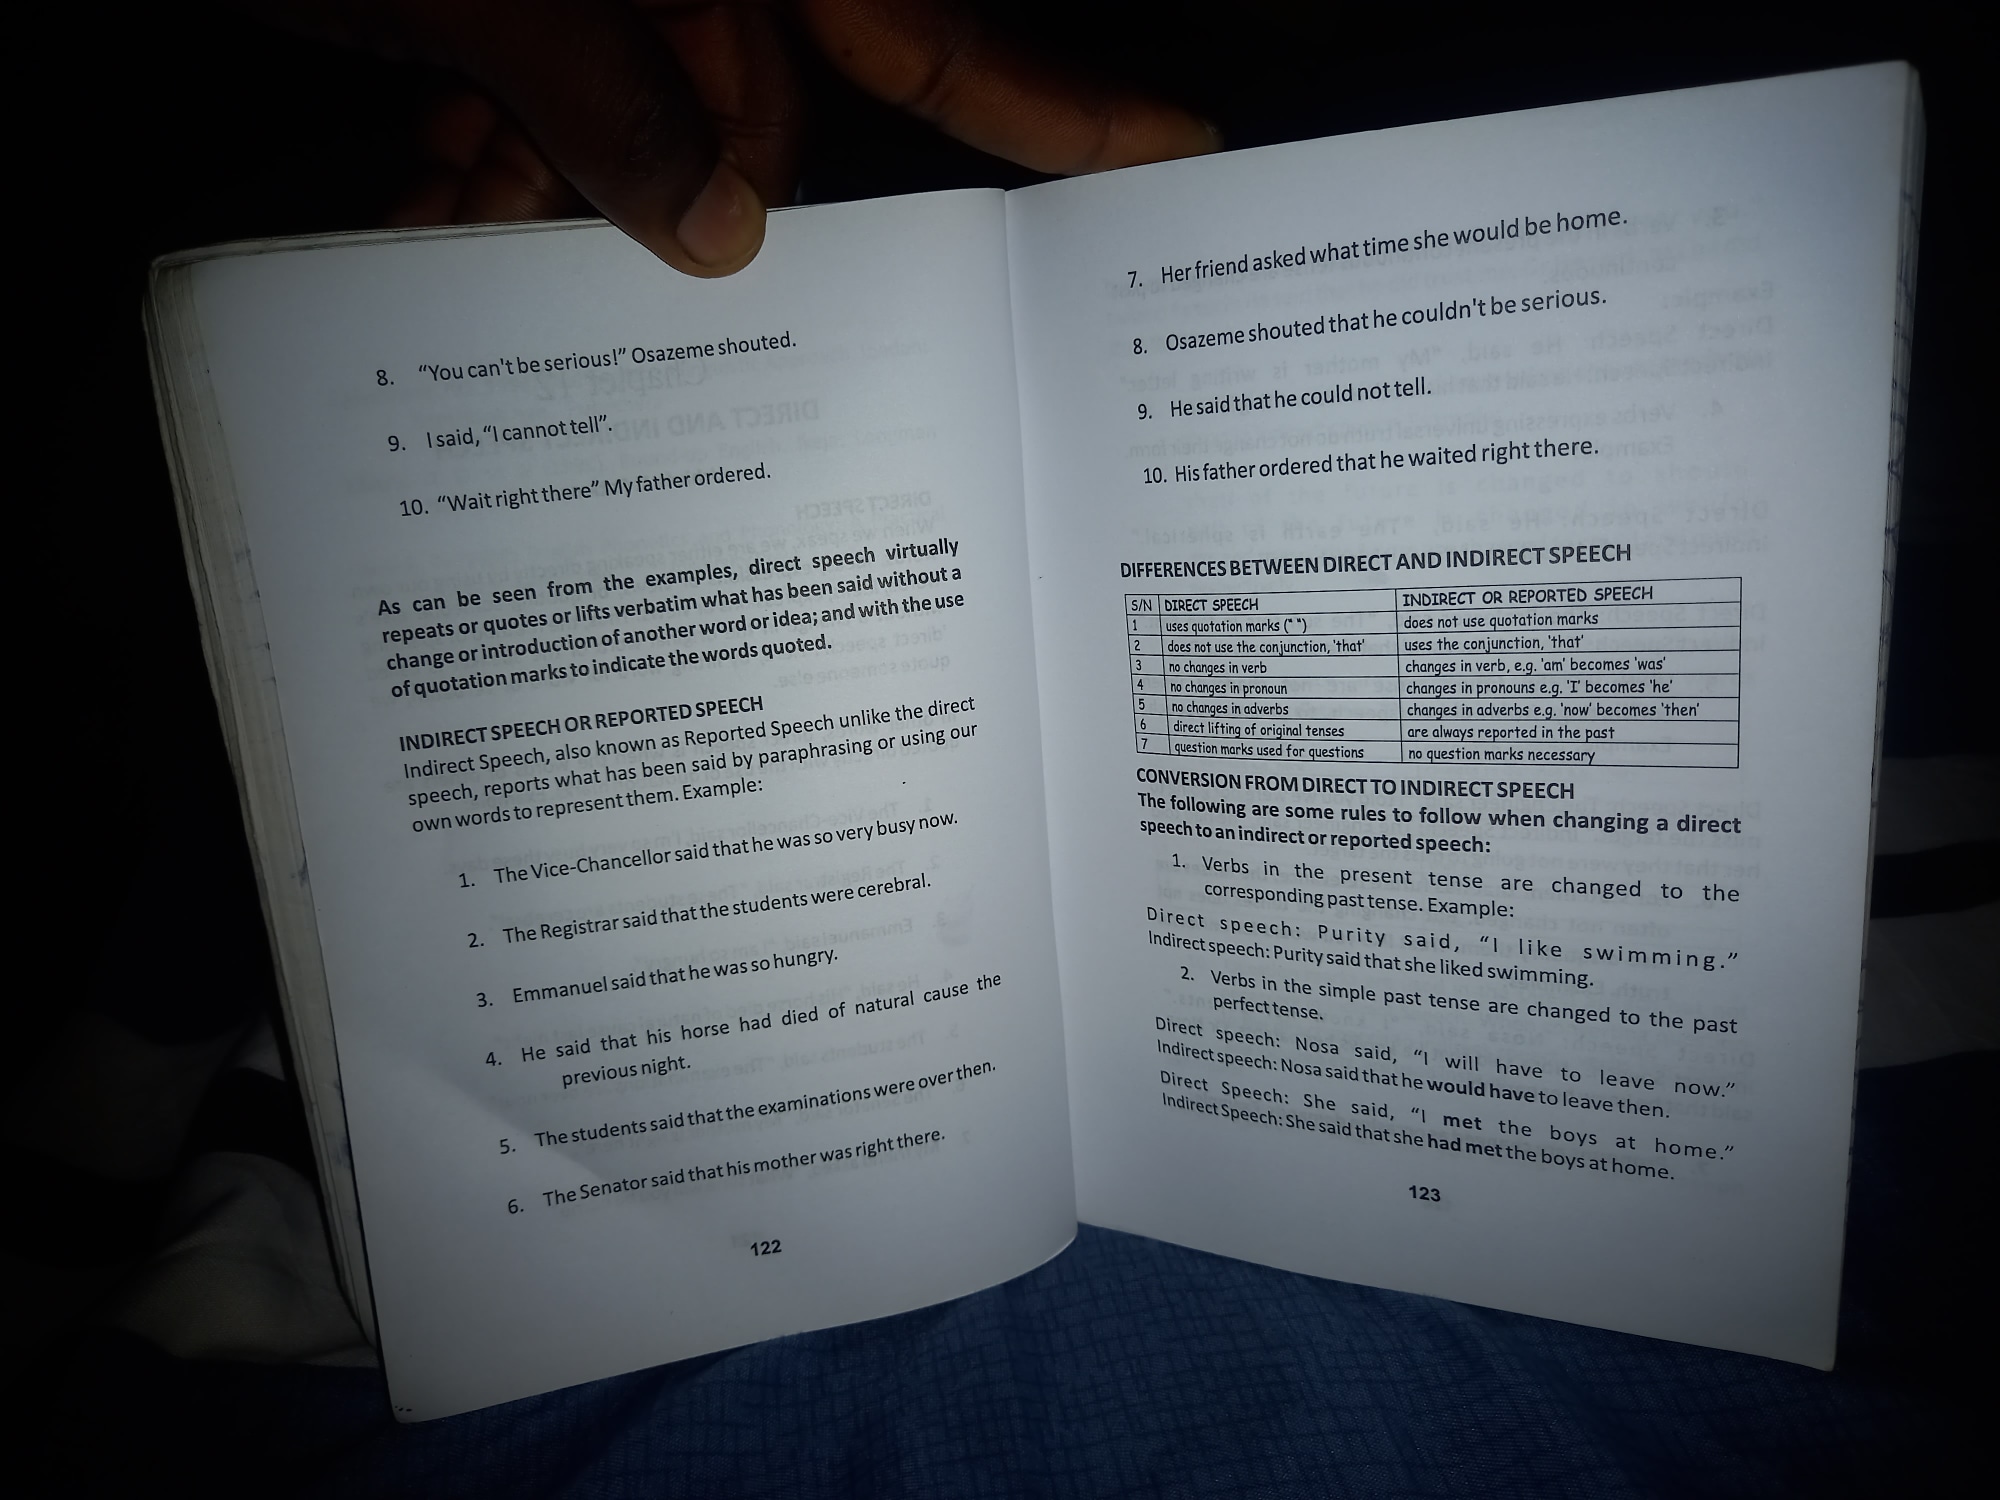 8. “You can't be serious!” Osazeme shouted.
9. I said, “I cannot tell”.
10. “Wait right there” My father ordered.
As can be seen from the examples, direct speech virtually
repeats or quotes or lifts verbatim what has been said without a
change or introduction of another word or idea; and with the use
of quotation marks to indicate the words quoted.
INDIRECT SPEECH OR REPORTED SPEECH
Indirect Speech, also known as Reported Speech unlike the direct
speech, reports what has been said by paraphrasing or using our
own words to represent them. Example:
1. The Vice-Chancellor said that he was so very busy now.
2. The Registrar said that the students were cerebral.
3. Emmanuel said that he was so hungry.
4. He said that his horse had died of natural cause the
previous night.
5. The students said that the examinations were over then.
6. The Senator said that his mother was right there.
122
7. Her friend asked what time she would be home.
8. Osazeme shouted that he couldn't be serious.
9. He said that he could not tell.
10. His father ordered that he waited right there.
DIFFERENCES BETWEEN DIRECT AND INDIRECT SPEECH
S/N DIRECT SPEECH INDIRECT OR REPORTED SPEECH
1 uses quotation marks (“ ”) does not use quotation marks
2 does not use the conjunction, 'that' uses the conjunction, 'that'
3 no changes in verb changes in verb, e.g. 'am' becomes 'was'
4 no changes in pronoun changes in pronouns e.g. 'I' becomes 'he'
5 no changes in adverbs changes in adverbs e.g. 'now' becomes 'then'
6 direct lifting of original tenses are always reported in the past
7 question marks used for questions no question marks necessary
CONVERSION FROM DIRECT TO INDIRECT SPEECH
The following are some rules to follow when changing a direct
speech to an indirect or reported speech:
1. Verbs in the present tense are changed to the
corresponding past tense. Example:
Direct speech: Purity said, “I like swimming.”
Indirect speech: Purity said that she liked swimming.
2. Verbs in the simple past tense are changed to the past
perfect tense.
Direct speech: Nosa said, “I will have to leave now.”
Indirect speech: Nosa said that he would have to leave then.
Direct Speech: She said, “I met the boys at home.”
Indirect Speech: She said that she had met the boys at home.
123